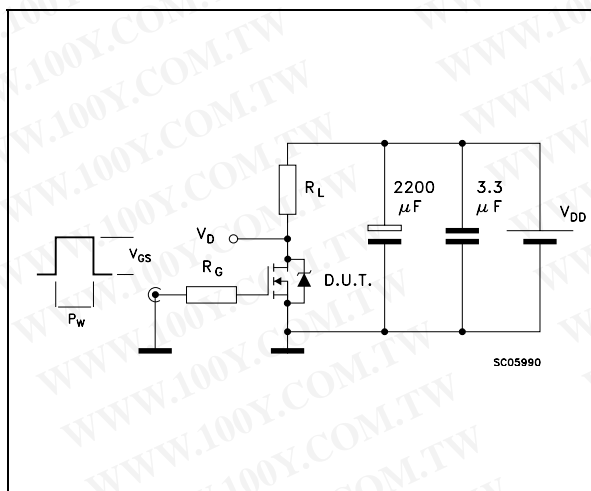 WWW.100Y.COM.TW
R_L
2200 μF
3.3 μF
V_DD
V_D
V_GS
R_G
D.U.T.
P_W
SC05990